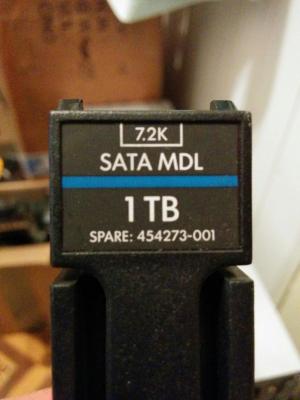 7.2K
SATA MDL
1 TB
SPARE: 454273-001